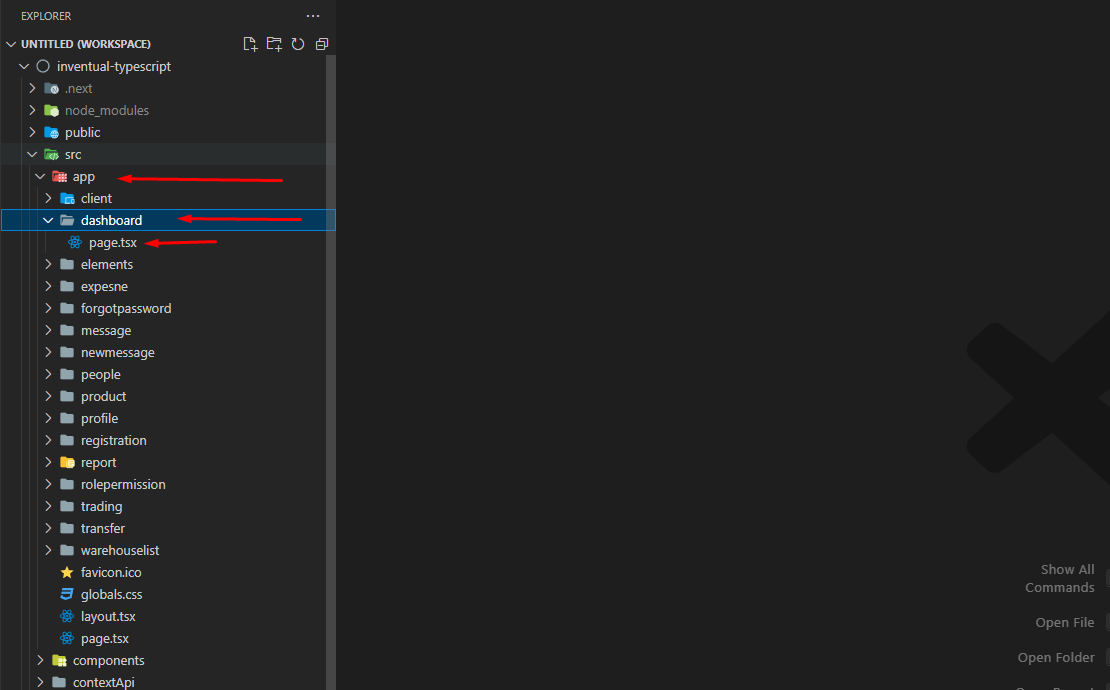 EXPLORER
UNTITLED (WORKSPACE)
inventual-typescript
.next
node_modules
public
src
app
client
dashboard
page.tsx
elements
expesne
forgotpassword
message
newmessage
people
product
profile
registration
report
rolepermission
trading
transfer
warehouselist
favicon.ico
globals.css
layout.tsx
page.tsx
components
contextApi
Show All
Commands
Open File
Open Folder